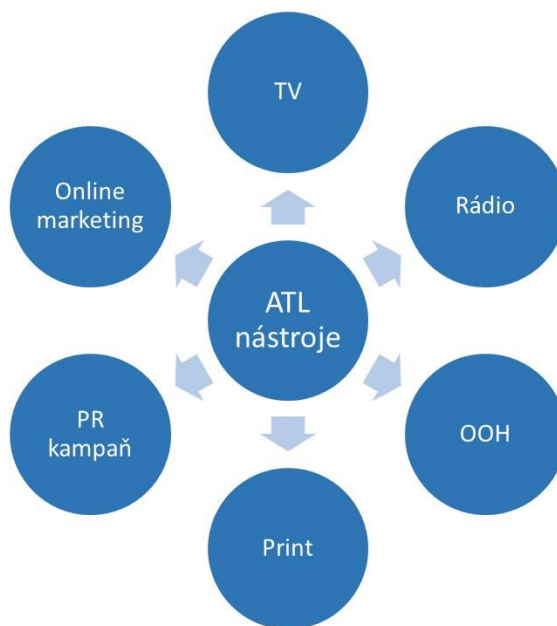 TV
Online
marketing
Rádio
ATL
nástroje
PR
kampaň
OOH
Print